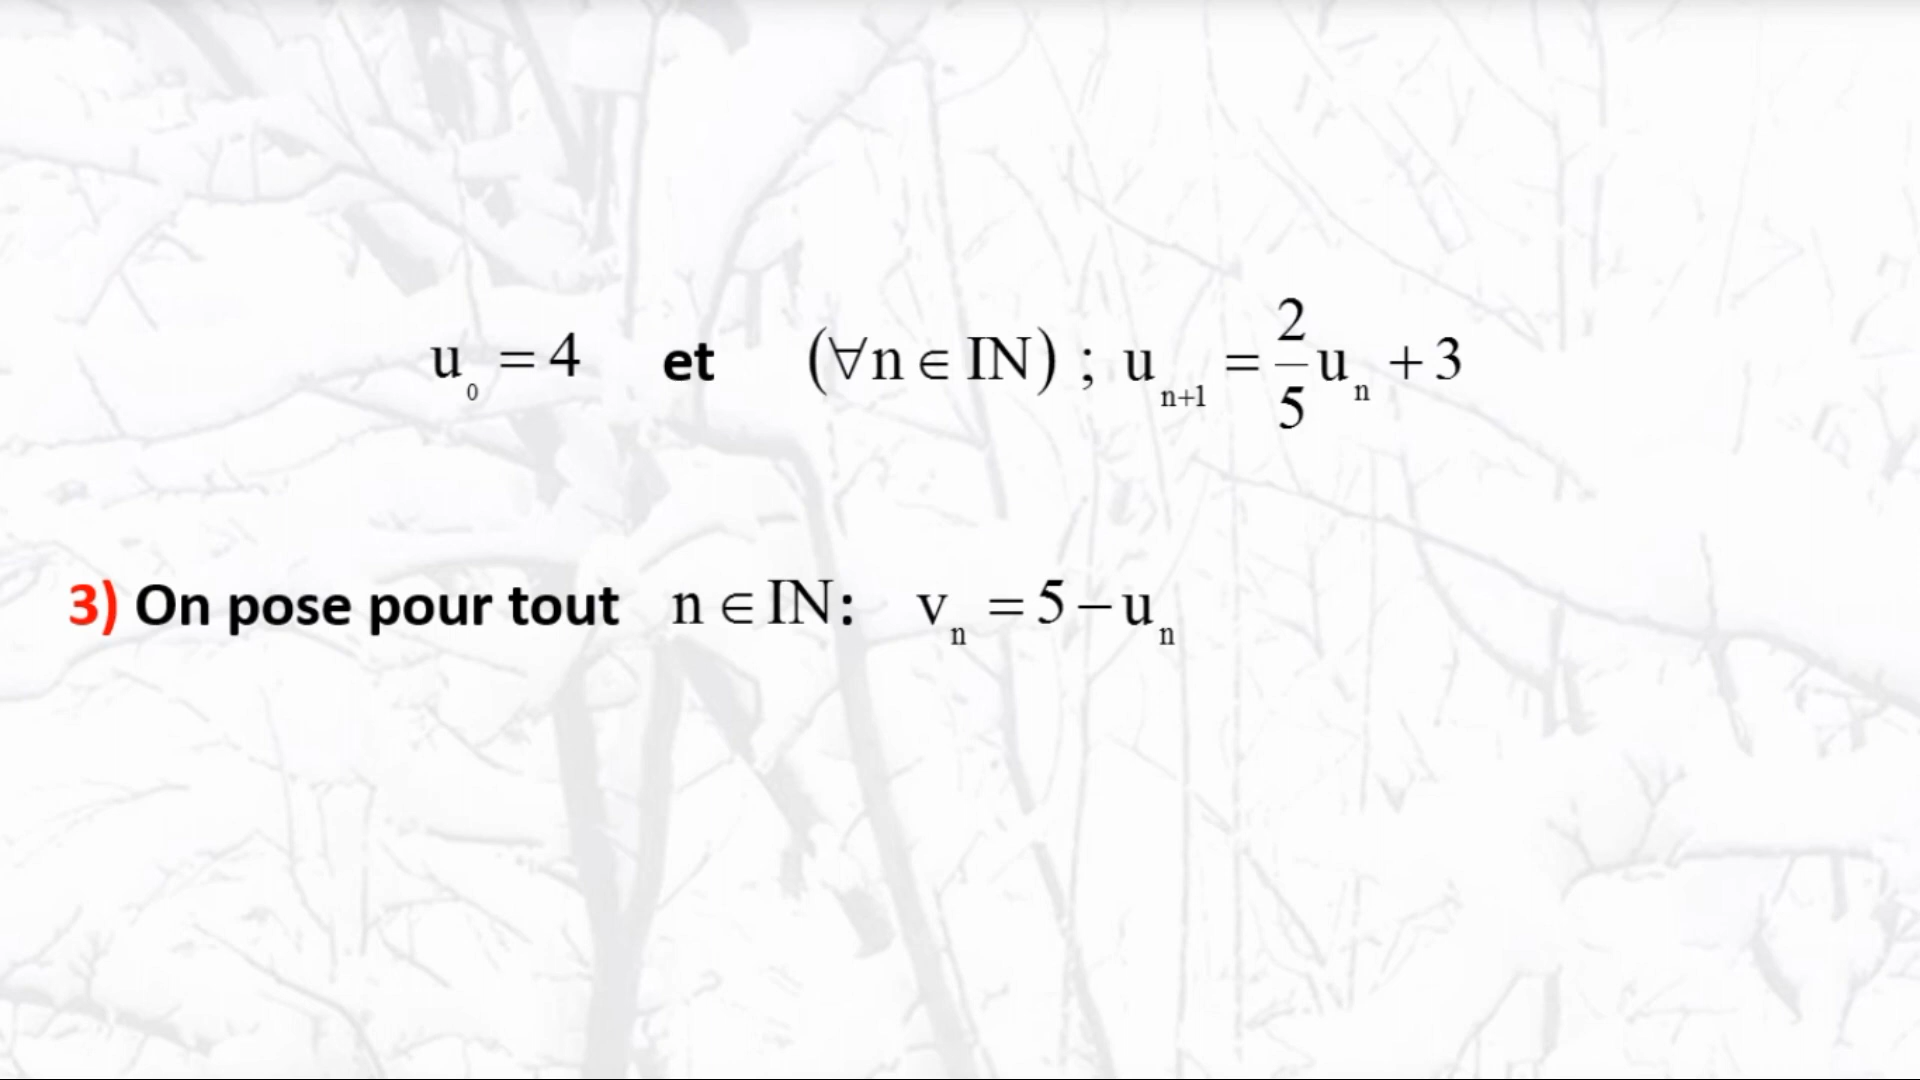 u₀ = 4 et (∀n ∈ IN) ; uₙ₊₁ = 2/5 uₙ + 3
3) On pose pour tout n ∈ IN: vₙ = 5 − uₙ